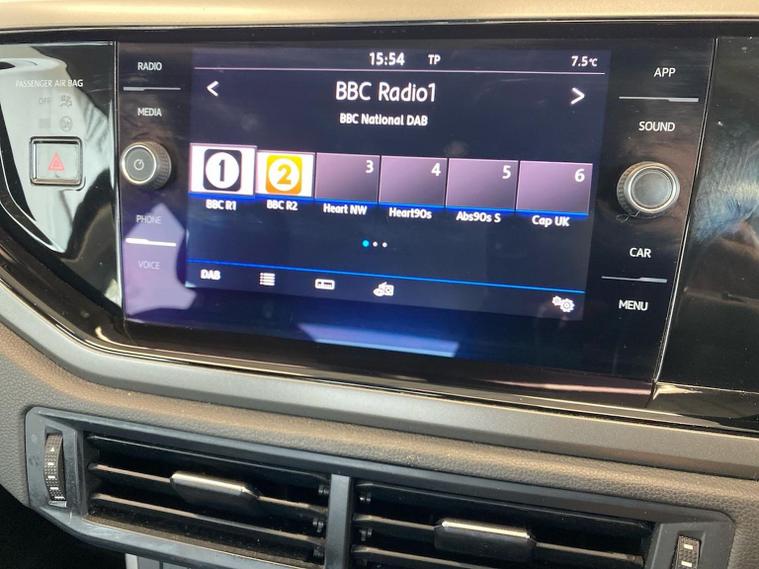 15:54 TP 7.5°C
RADIO
APP
PASSENGER AIR BAG
OFF
MEDIA
BBC Radio1
BBC National DAB
SOUND
1 2 3 4 5 6
BBC R1 BBC R2 Heart NW Heart90s Abs90s S Cap UK
PHONE
VOICE
CAR
DAB
MENU